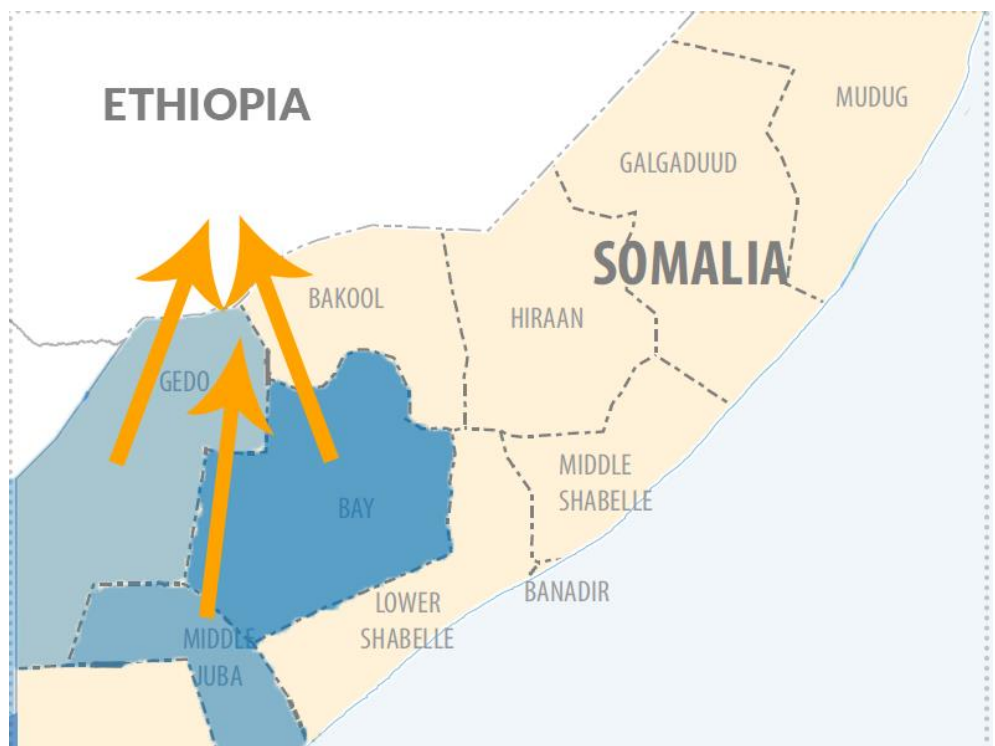 ETHIOPIA
MUDUG
GALGADUUD
SOMALIA
BAKOOL
HIRAAN
GEDO
BAY
MIDDLE
SHABELLE
BANADIR
LOWER
SHABELLE
MIDDLE
JUBA